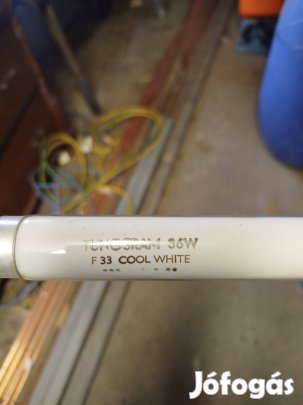 TUNGSRAM 36W
F 33 COOL WHITE
Jófogás